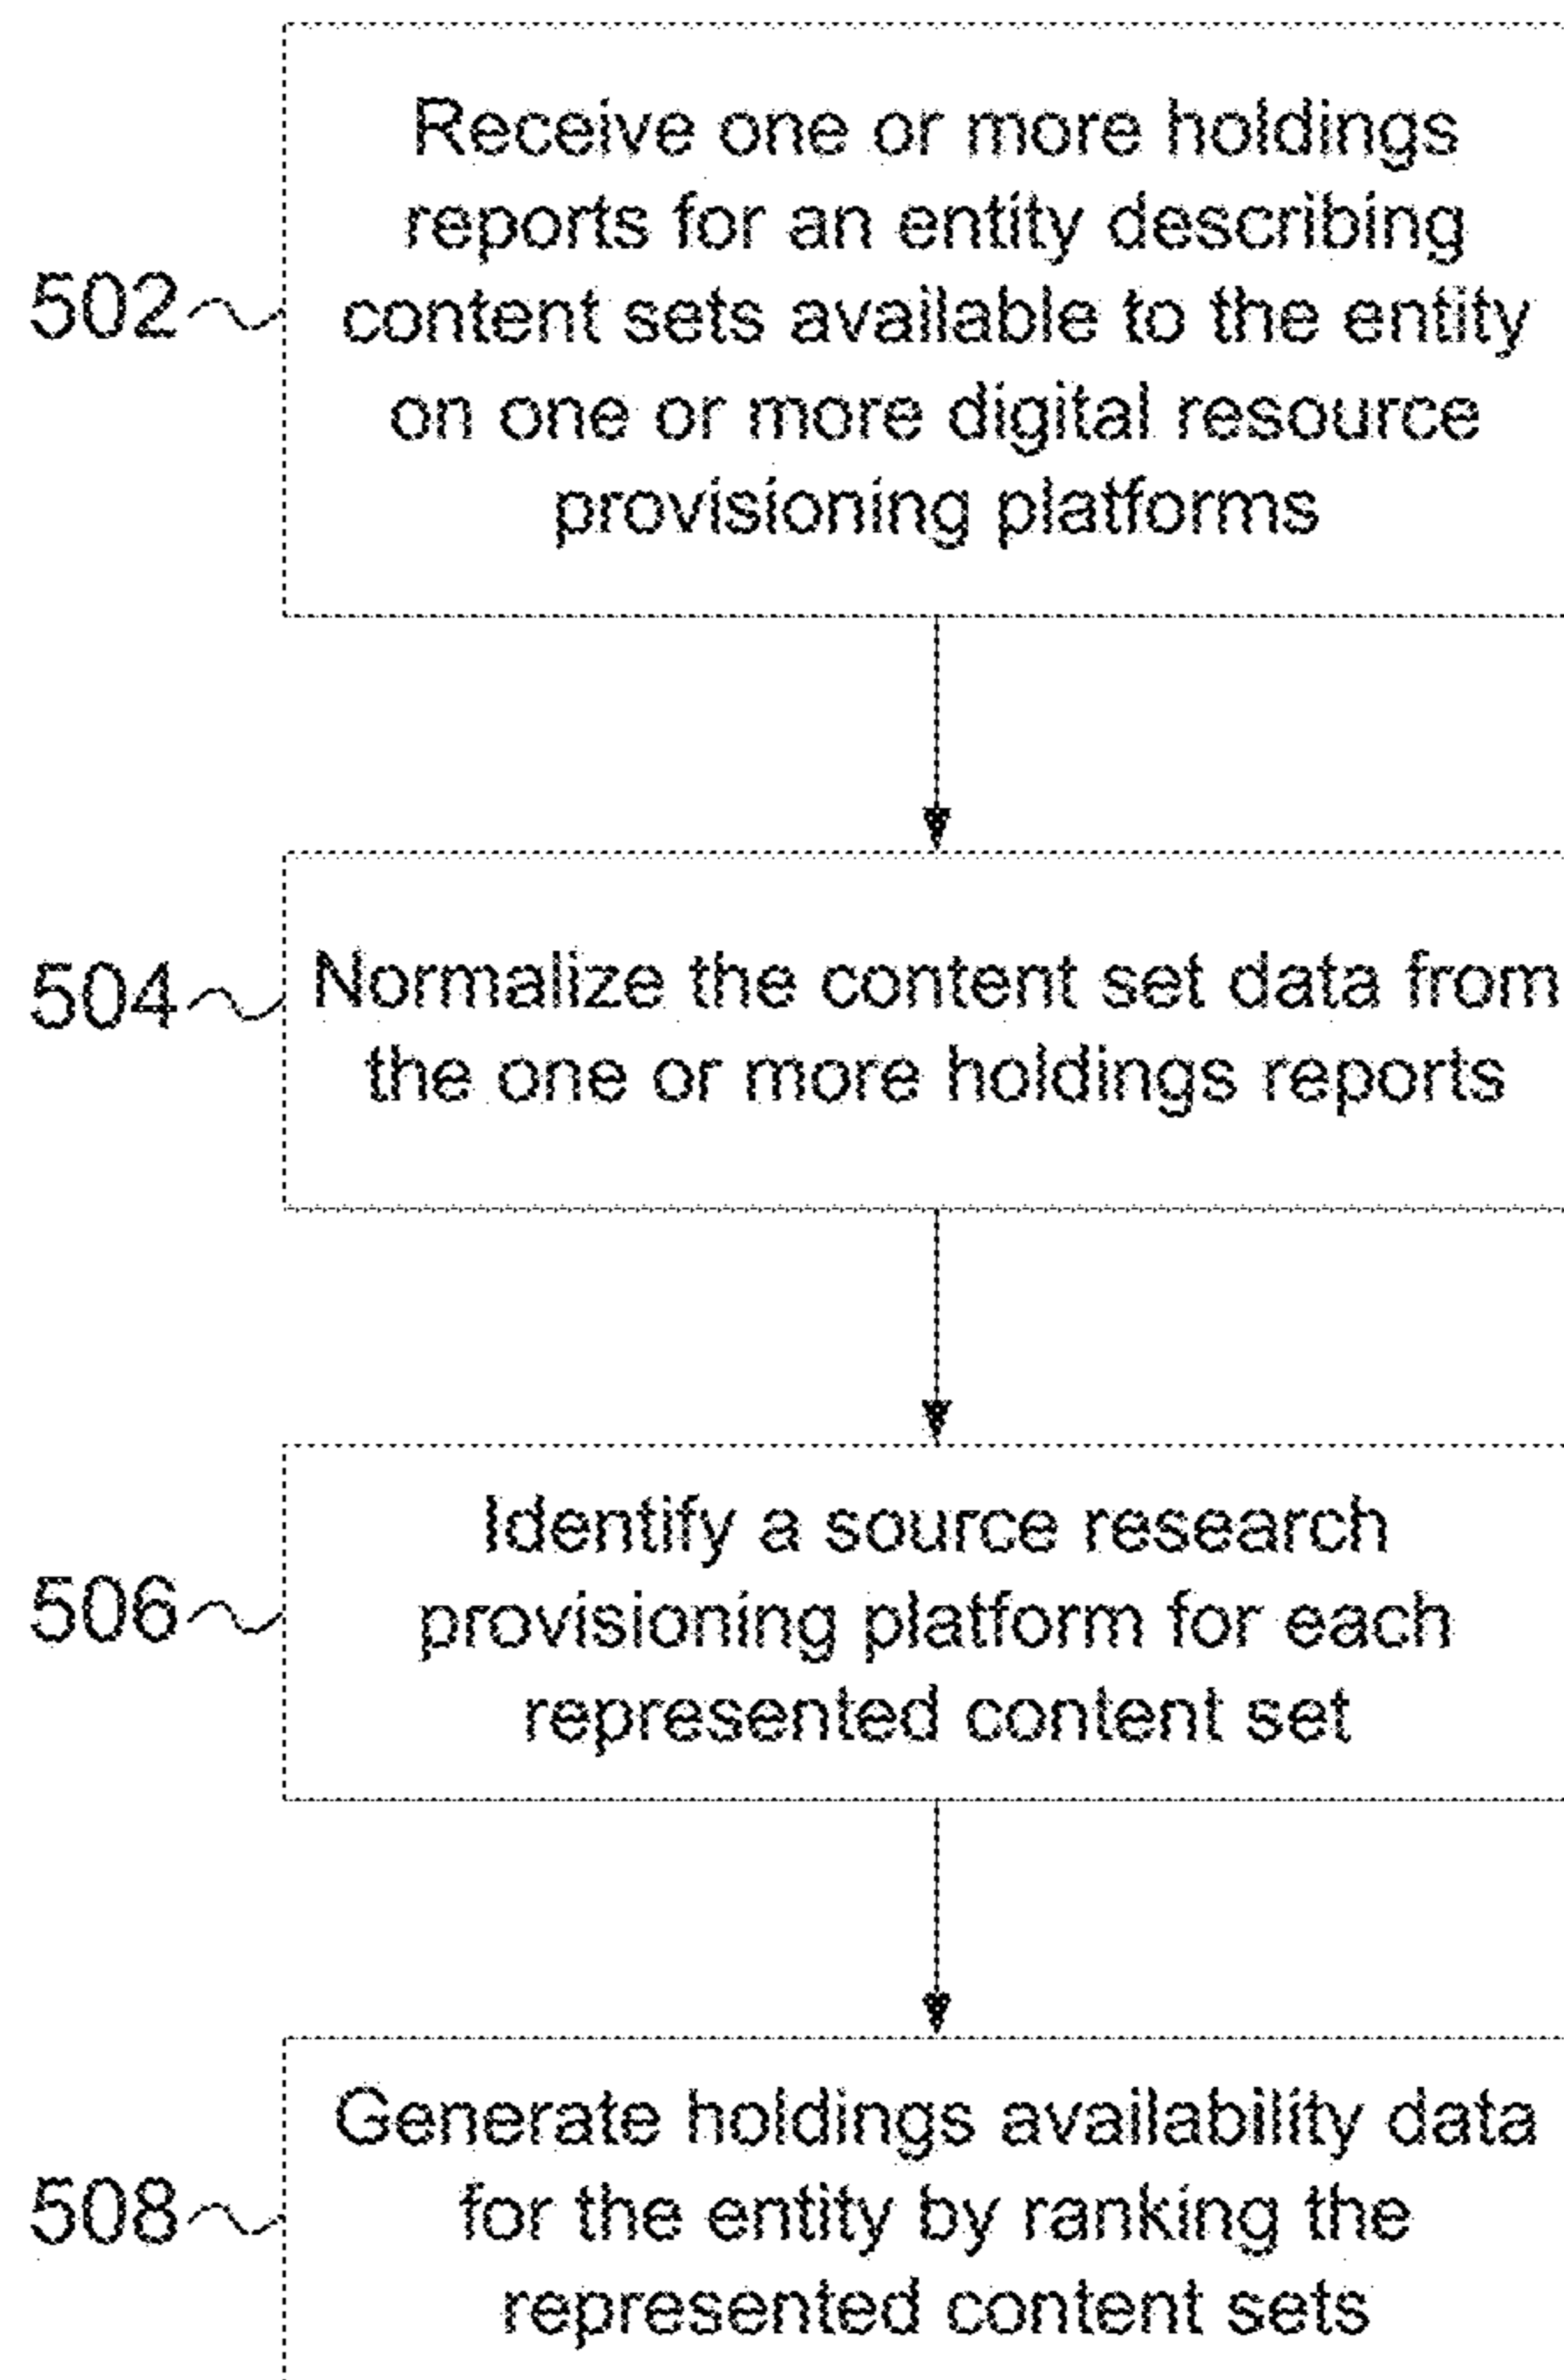 Receive one or more holdings
reports for an entity describing
502
content sets available to the entity
on one or more digital resource
provisioning platforms
504
Normalize the content set data from
the one or more holdings reports
Identify a source research
506
provisioning platform for each
represented content set
Generate holdings availability data
508
for the entity by ranking the
represented content sets